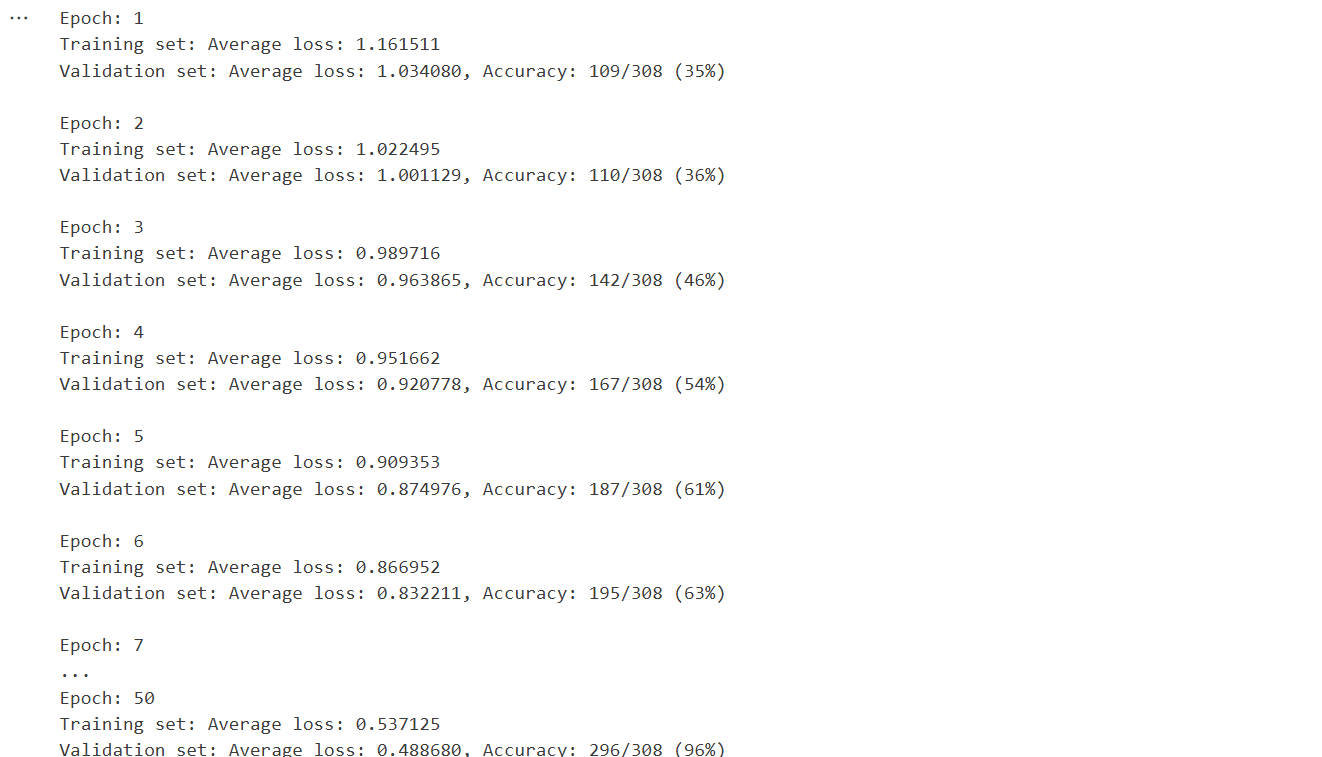 ...
Epoch: 1
Training set: Average loss: 1.161511
Validation set: Average loss: 1.034080, Accuracy: 109/308 (35%)
Epoch: 2
Training set: Average loss: 1.022495
Validation set: Average loss: 1.001129, Accuracy: 110/308 (36%)
Epoch: 3
Training set: Average loss: 0.989716
Validation set: Average loss: 0.963865, Accuracy: 142/308 (46%)
Epoch: 4
Training set: Average loss: 0.951662
Validation set: Average loss: 0.920778, Accuracy: 167/308 (54%)
Epoch: 5
Training set: Average loss: 0.909353
Validation set: Average loss: 0.874976, Accuracy: 187/308 (61%)
Epoch: 6
Training set: Average loss: 0.866952
Validation set: Average loss: 0.832211, Accuracy: 195/308 (63%)
Epoch: 7
...
Epoch: 50
Training set: Average loss: 0.537125
Validation set: Average loss: 0.488680, Accuracy: 296/308 (96%)